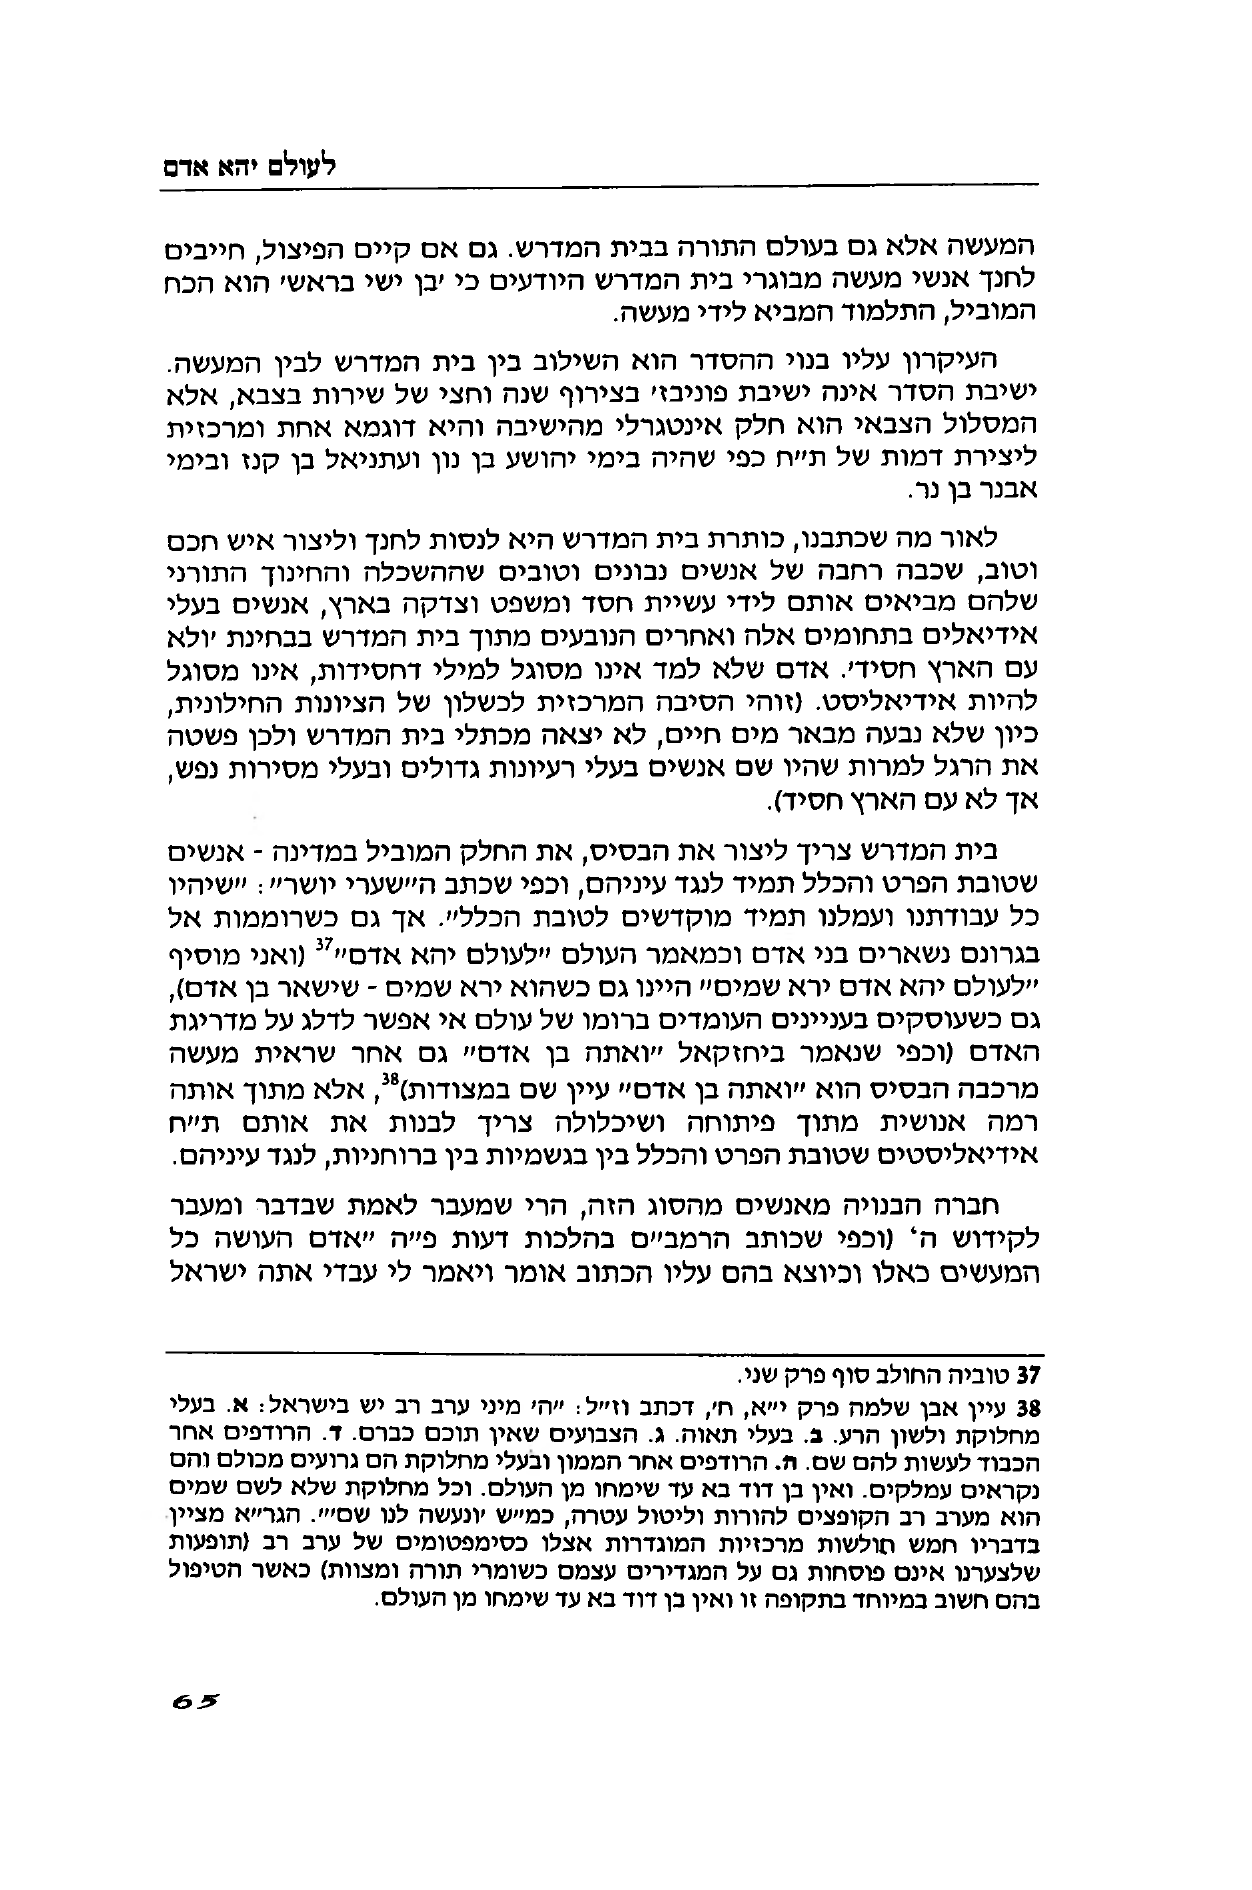 לעולם יהא אדם
המעשה אלא גם בעולם התורה בבית המדרש. גם אם קיים הפיצול, חייבים
לחנך אנשי מעשה מבוגרי בית המדרש היודעים כי 'בן ישי בראש' הוא הכח
המוביל, התלמוד המביא לידי מעשה.
העיקרון עליו בנוי ההסדר הוא השילוב בין בית המדרש לבין המעשה.
ישיבת הסדר אינה ישיבת פוניבז' בצירוף שנה וחצי של שירות בצבא, אלא
המסלול הצבאי הוא חלק אינטגרלי מהישיבה והיא דוגמא אחת ומרכזית
ליצירת דמות של ת״ח כפי שהיה בימי יהושע בן נון ועתניאל בן קנז ובימי
אבנר בן נר.
לאור מה שכתבנו, כותרת בית המדרש היא לנסות לחנך וליצור איש חכם
וטוב, שכבה רחבה של אנשים נבונים וטובים שההשכלה והחינוך התורני
שלהם מביאים אותם לידי עשיית חסד ומשפט וצדקה בארץ, אנשים בעלי
אידיאלים בתחומים אלה ואחרים הנובעים מתוך בית המדרש בבחינת 'ולא
עם הארץ חסיד'. אדם שלא למד אינו מסוגל למילי דחסידות, אינו מסוגל
להיות אידיאליסט. (זוהי הסיבה המרכזית לכשלון של הציונות החילונית,
כיון שלא נבעה מבאר מים חיים, לא יצאה מכתלי בית המדרש ולכן פשטה
את הרגל למרות שהיו שם אנשים בעלי רעיונות גדולים ובעלי מסירות נפש,
אך לא עם הארץ חסיד).
בית המדרש צריך ליצור את הבסיס, את החלק המוביל במדינה - אנשים
שטובת הפרט והכלל תמיד לנגד עיניהם, וכפי שכתב ה״שערי יושר״: ״שיהיו
כל עבודתנו ועמלנו תמיד מוקדשים לטובת הכלל״. אך גם כשרוממות אל
בגרונם נשארים בני אדם וכמאמר העולם ״לעולם יהא אדם״37 (ואני מוסיף
״לעולם יהא אדם ירא שמים״ היינו גם כשהוא ירא שמים - שישאר בן אדם),
גם כשעוסקים בעניינים העומדים ברומו של עולם אי אפשר לדלג על מדריגת
האדם (וכפי שנאמר ביחזקאל ״ואתה בן אדם״ גם אחר שראית מעשה
מרכבה הבסיס הוא ״ואתה בן אדם״ עיין שם במצודות)38, אלא מתוך אותה
רמה אנושית מתוך פיתוחה ושיכלולה צריך לבנות את אותם ת״ח
אידיאליסטים שטובת הפרט והכלל בין בגשמיות בין ברוחניות, לנגד עיניהם.
חברה הבנויה מאנשים מהסוג הזה, הרי שמעבר לאמת שבדבר ומעבר
לקידוש ה' (וכפי שכותב הרמב״ם בהלכות דעות פ״ה ״אדם העושה כל
המעשים כאלו וכיוצא בהם עליו הכתוב אומר ויאמר לי עבדי אתה ישראל
37 טוביה החולב סוף פרק שני.
38 עיין אבן שלמה פרק י״א, ח', דכתב וז״ל: ״ה' מיני ערב רב יש בישראל: א. בעלי
מחלוקת ולשון הרע. ב. בעלי תאוה. ג. הצבועים שאין תוכם כברם. ד. הרודפים אחר
הכבוד לעשות להם שם. ה. הרודפים אחר הממון ובעלי מחלוקת הם גרועים מכולם והם
נקראים עמלקים. ואין בן דוד בא עד שימחו מן העולם. וכל מחלוקת שלא לשם שמים
הוא מערב רב הקופצים להורות וליטול עטרה, כמ״ש 'ונעשה לנו שם'״. הגר״א מציין
בדבריו חמש חולשות מרכזיות המוגדרות אצלו כסימפטומים של ערב רב (תופעות
שלצערנו אינם פוסחות גם על המגדירים עצמם כשומרי תורה ומצוות) כאשר הטיפול
בהם חשוב במיוחד בתקופה זו ואין בן דוד בא עד שימחו מן העולם.
65